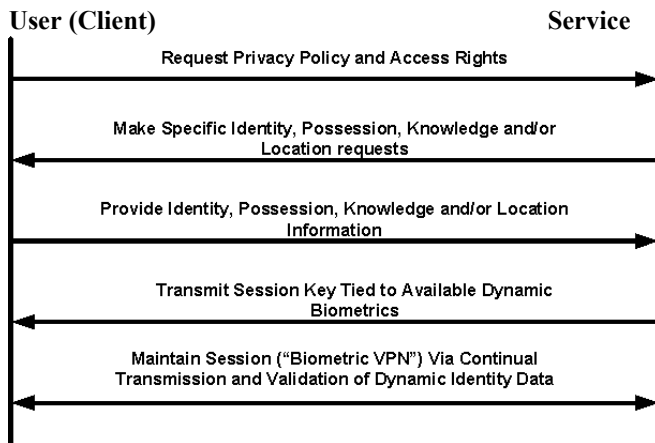 User (Client) Service
Request Privacy Policy and Access Rights
Make Specific Identity, Possession, Knowledge and/or
Location requests
Provide Identity, Possession, Knowledge and/or Location
Information
Transmit Session Key Tied to Available Dynamic
Biometrics
Maintain Session (“Biometric VPN”) Via Continual
Transmission and Validation of Dynamic Identity Data